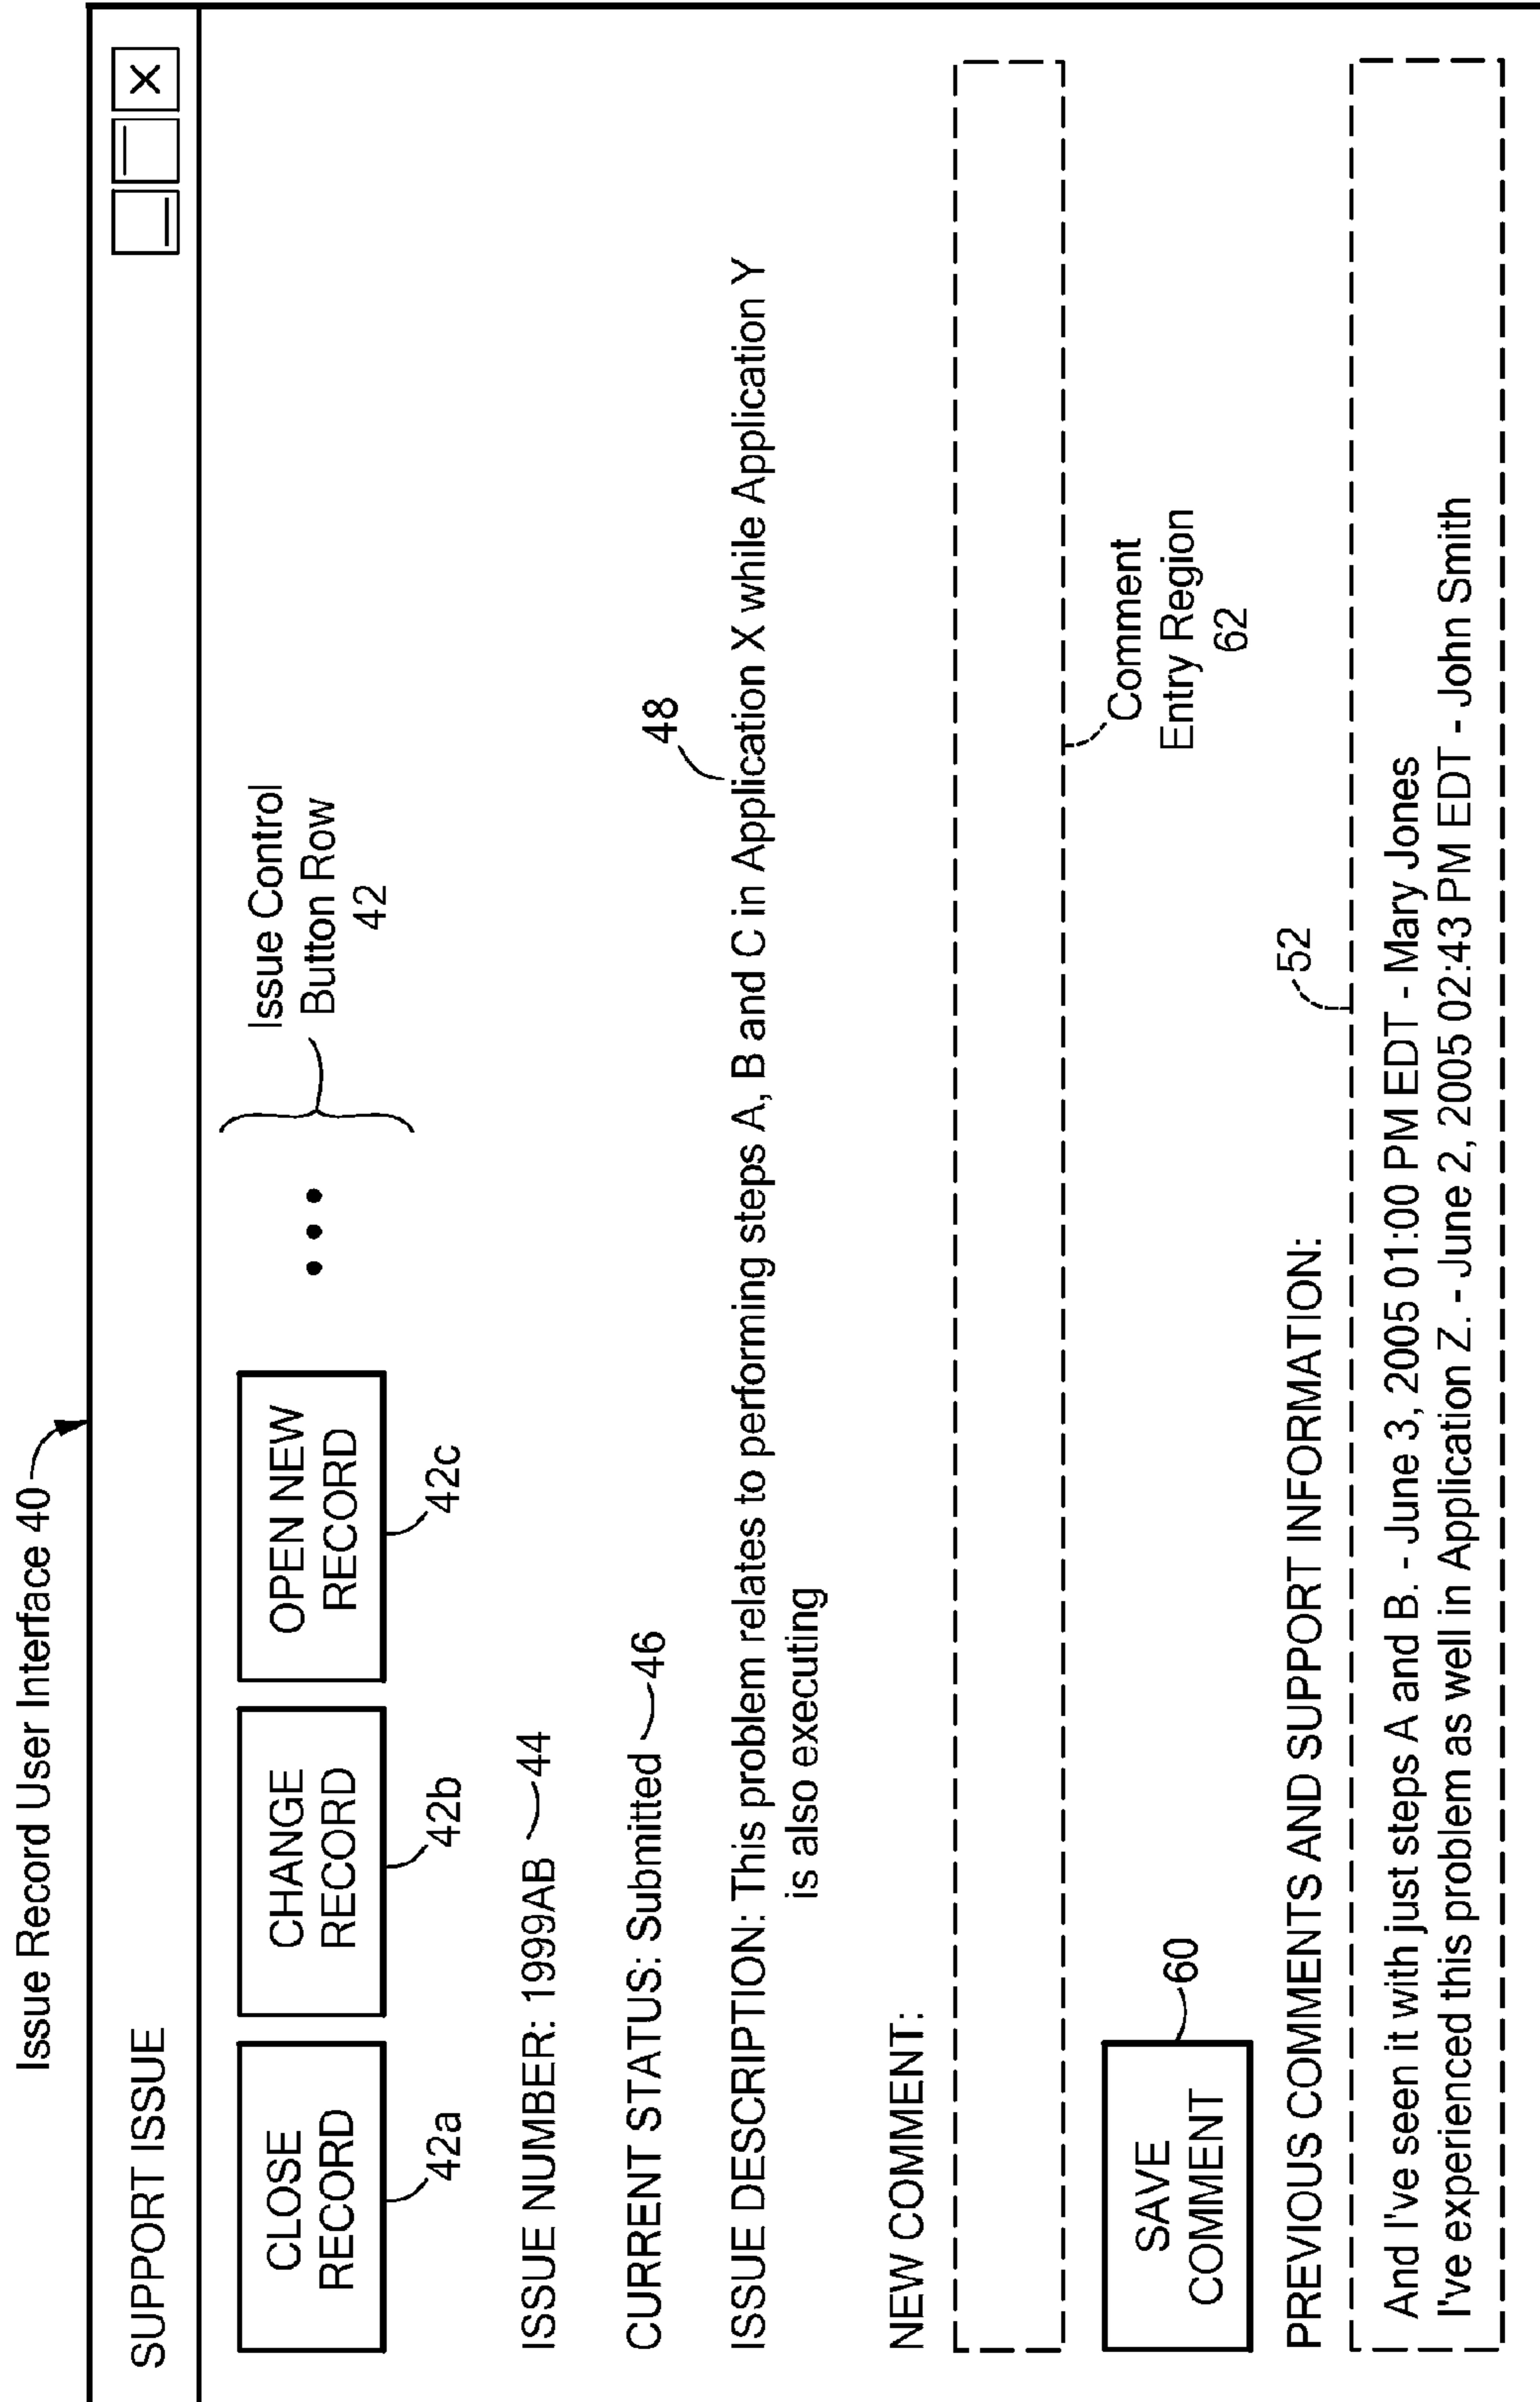 Issue Record User Interface 40
SUPPORT ISSUE
X
CLOSE
RECORD
42a
CHANGE
RECORD
42b
OPEN NEW
RECORD
42c
Issue Control
Button Row
42
ISSUE NUMBER: 1999AB
44
CURRENT STATUS: Submitted
46
48
ISSUE DESCRIPTION: This problem relates to performing steps A, B and C in Application X while Application Y
is also executing
NEW COMMENT:
Comment
Entry Region
62
SAVE
COMMENT
60
PREVIOUS COMMENTS AND SUPPORT INFORMATION:
52
And I've seen it with just steps A and B. - June 3, 2005 01:00 PM EDT - Mary Jones
I've experienced this problem as well in Application Z. - June 2, 2005 02:43 PM EDT - John Smith